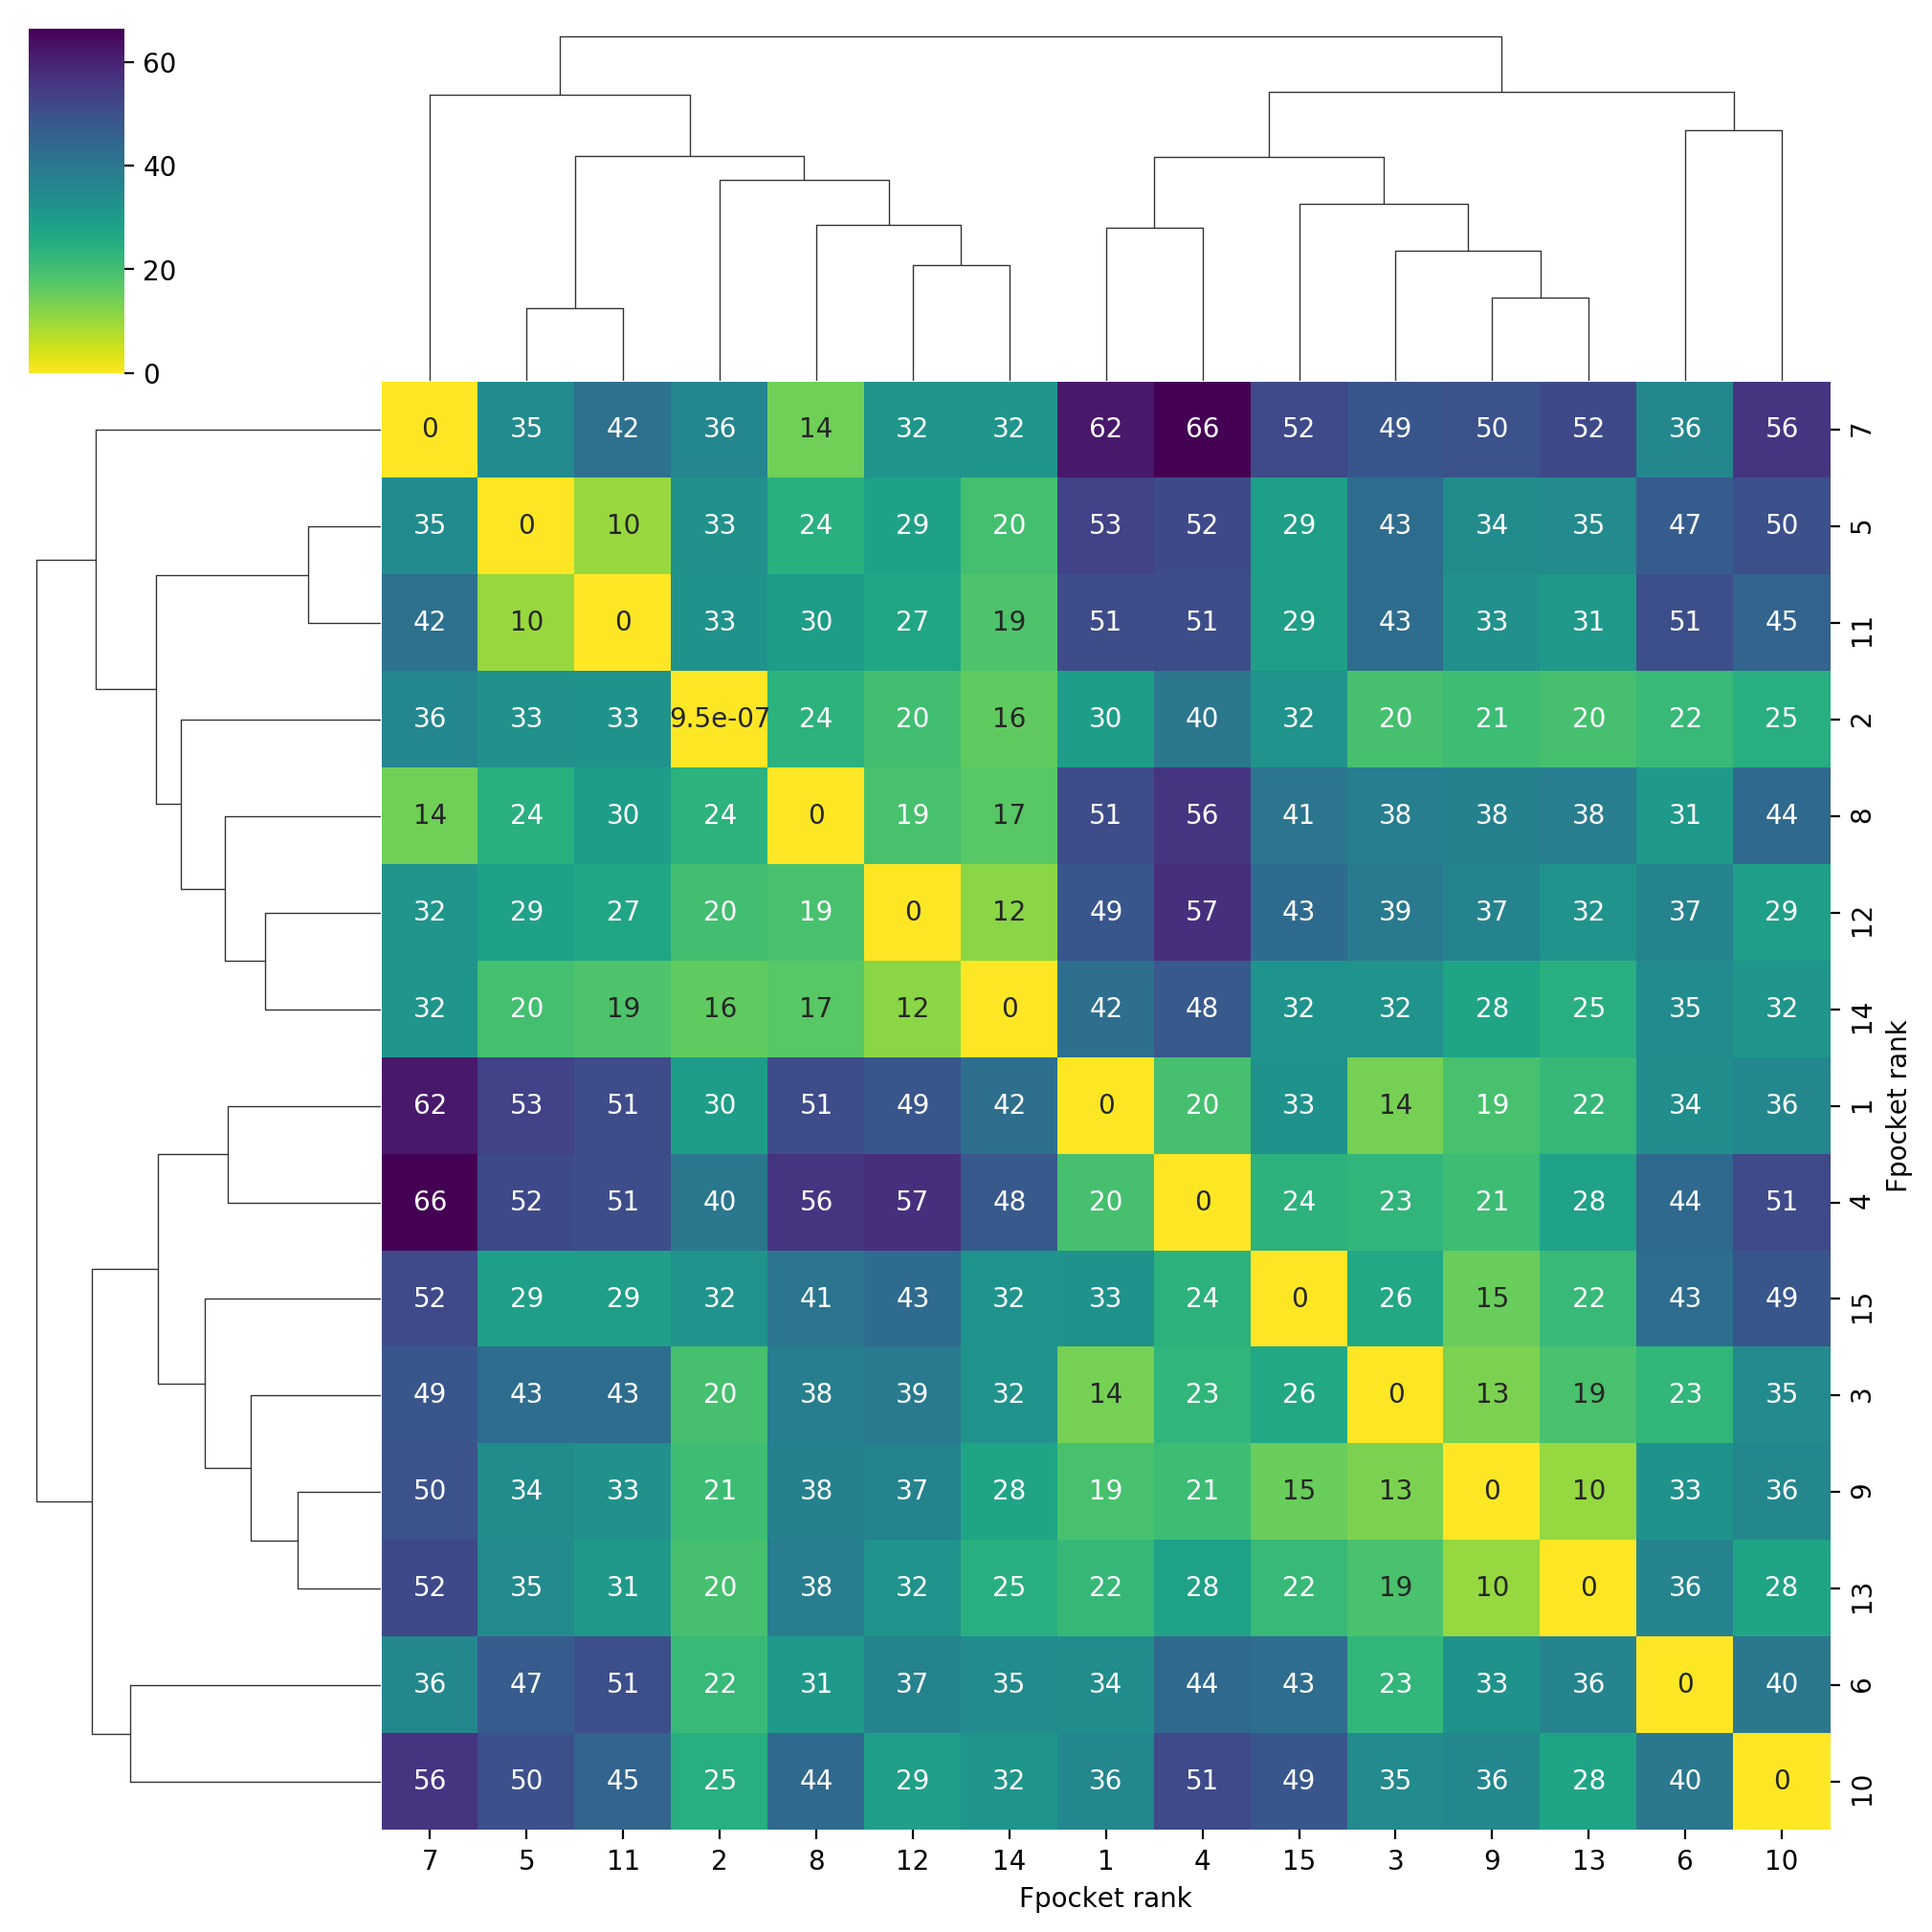 60
40
20
0
0 35 42 36 14 32 32 62 66 52 49 50 52 36 56 7
35 0 10 33 24 29 20 53 52 29 43 34 35 47 50 5
42 10 0 33 30 27 19 51 51 29 43 33 31 51 45 11
36 33 33 9.5e-07 24 20 16 30 40 32 20 21 20 22 25 2
14 24 30 24 0 19 17 51 56 41 38 38 38 31 44 8
32 29 27 20 19 0 12 49 57 43 39 37 32 37 29 12
32 20 19 16 17 12 0 42 48 32 32 28 25 35 32 14
62 53 51 30 51 49 42 0 20 33 14 19 22 34 36 1
66 52 51 40 56 57 48 20 0 24 23 21 28 44 51 4
52 29 29 32 41 43 32 33 24 0 26 15 22 43 49 15
49 43 43 20 38 39 32 14 23 26 0 13 19 23 35 3
50 34 33 21 38 37 28 19 21 15 13 0 10 33 36 9
52 35 31 20 38 32 25 22 28 22 19 10 0 36 28 13
36 47 51 22 31 37 35 34 44 43 23 33 36 0 40 6
56 50 45 25 44 29 32 36 51 49 35 36 28 40 0 10
Fpocket rank
7 5 11 2 8 12 14 1 4 15 3 9 13 6 10
Fpocket rank